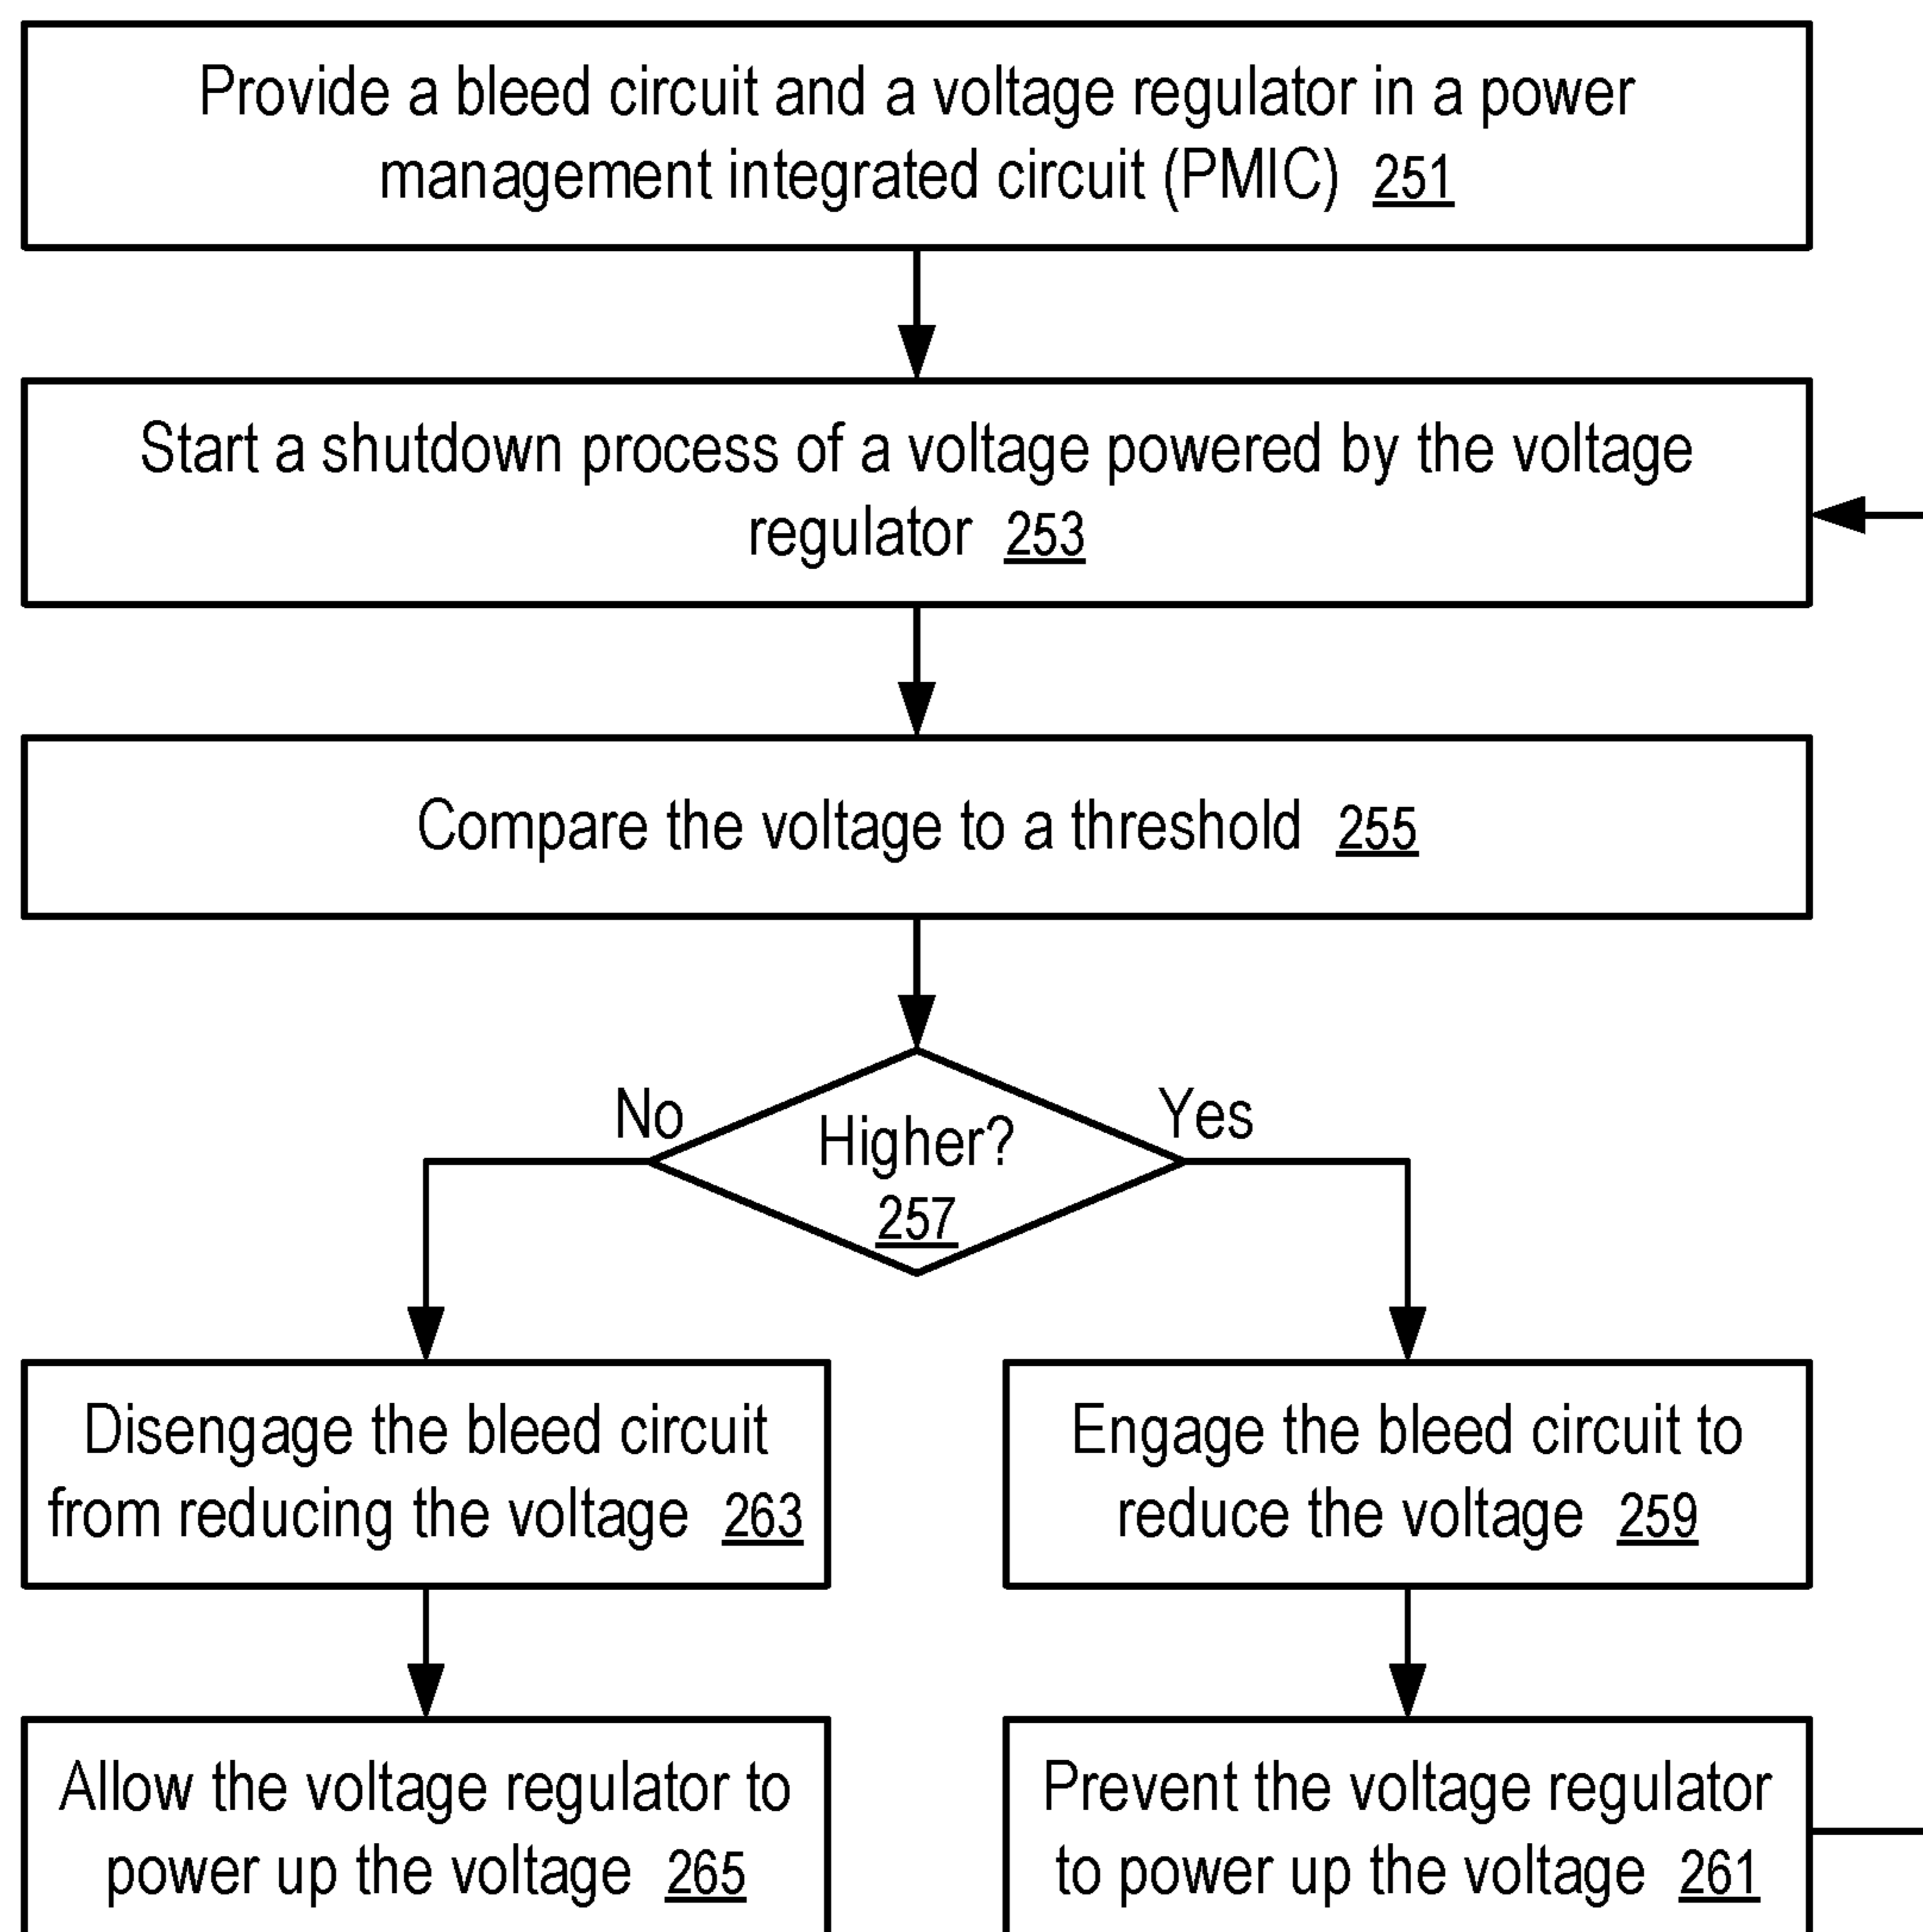 Provide a bleed circuit and a voltage regulator in a power
management integrated circuit (PMIC) 251
Start a shutdown process of a voltage powered by the voltage
regulator 253
Compare the voltage to a threshold 255
No
Yes
Higher?
257
Disengage the bleed circuit
from reducing the voltage 263
Engage the bleed circuit to
reduce the voltage 259
Allow the voltage regulator to
power up the voltage 265
Prevent the voltage regulator
to power up the voltage 261